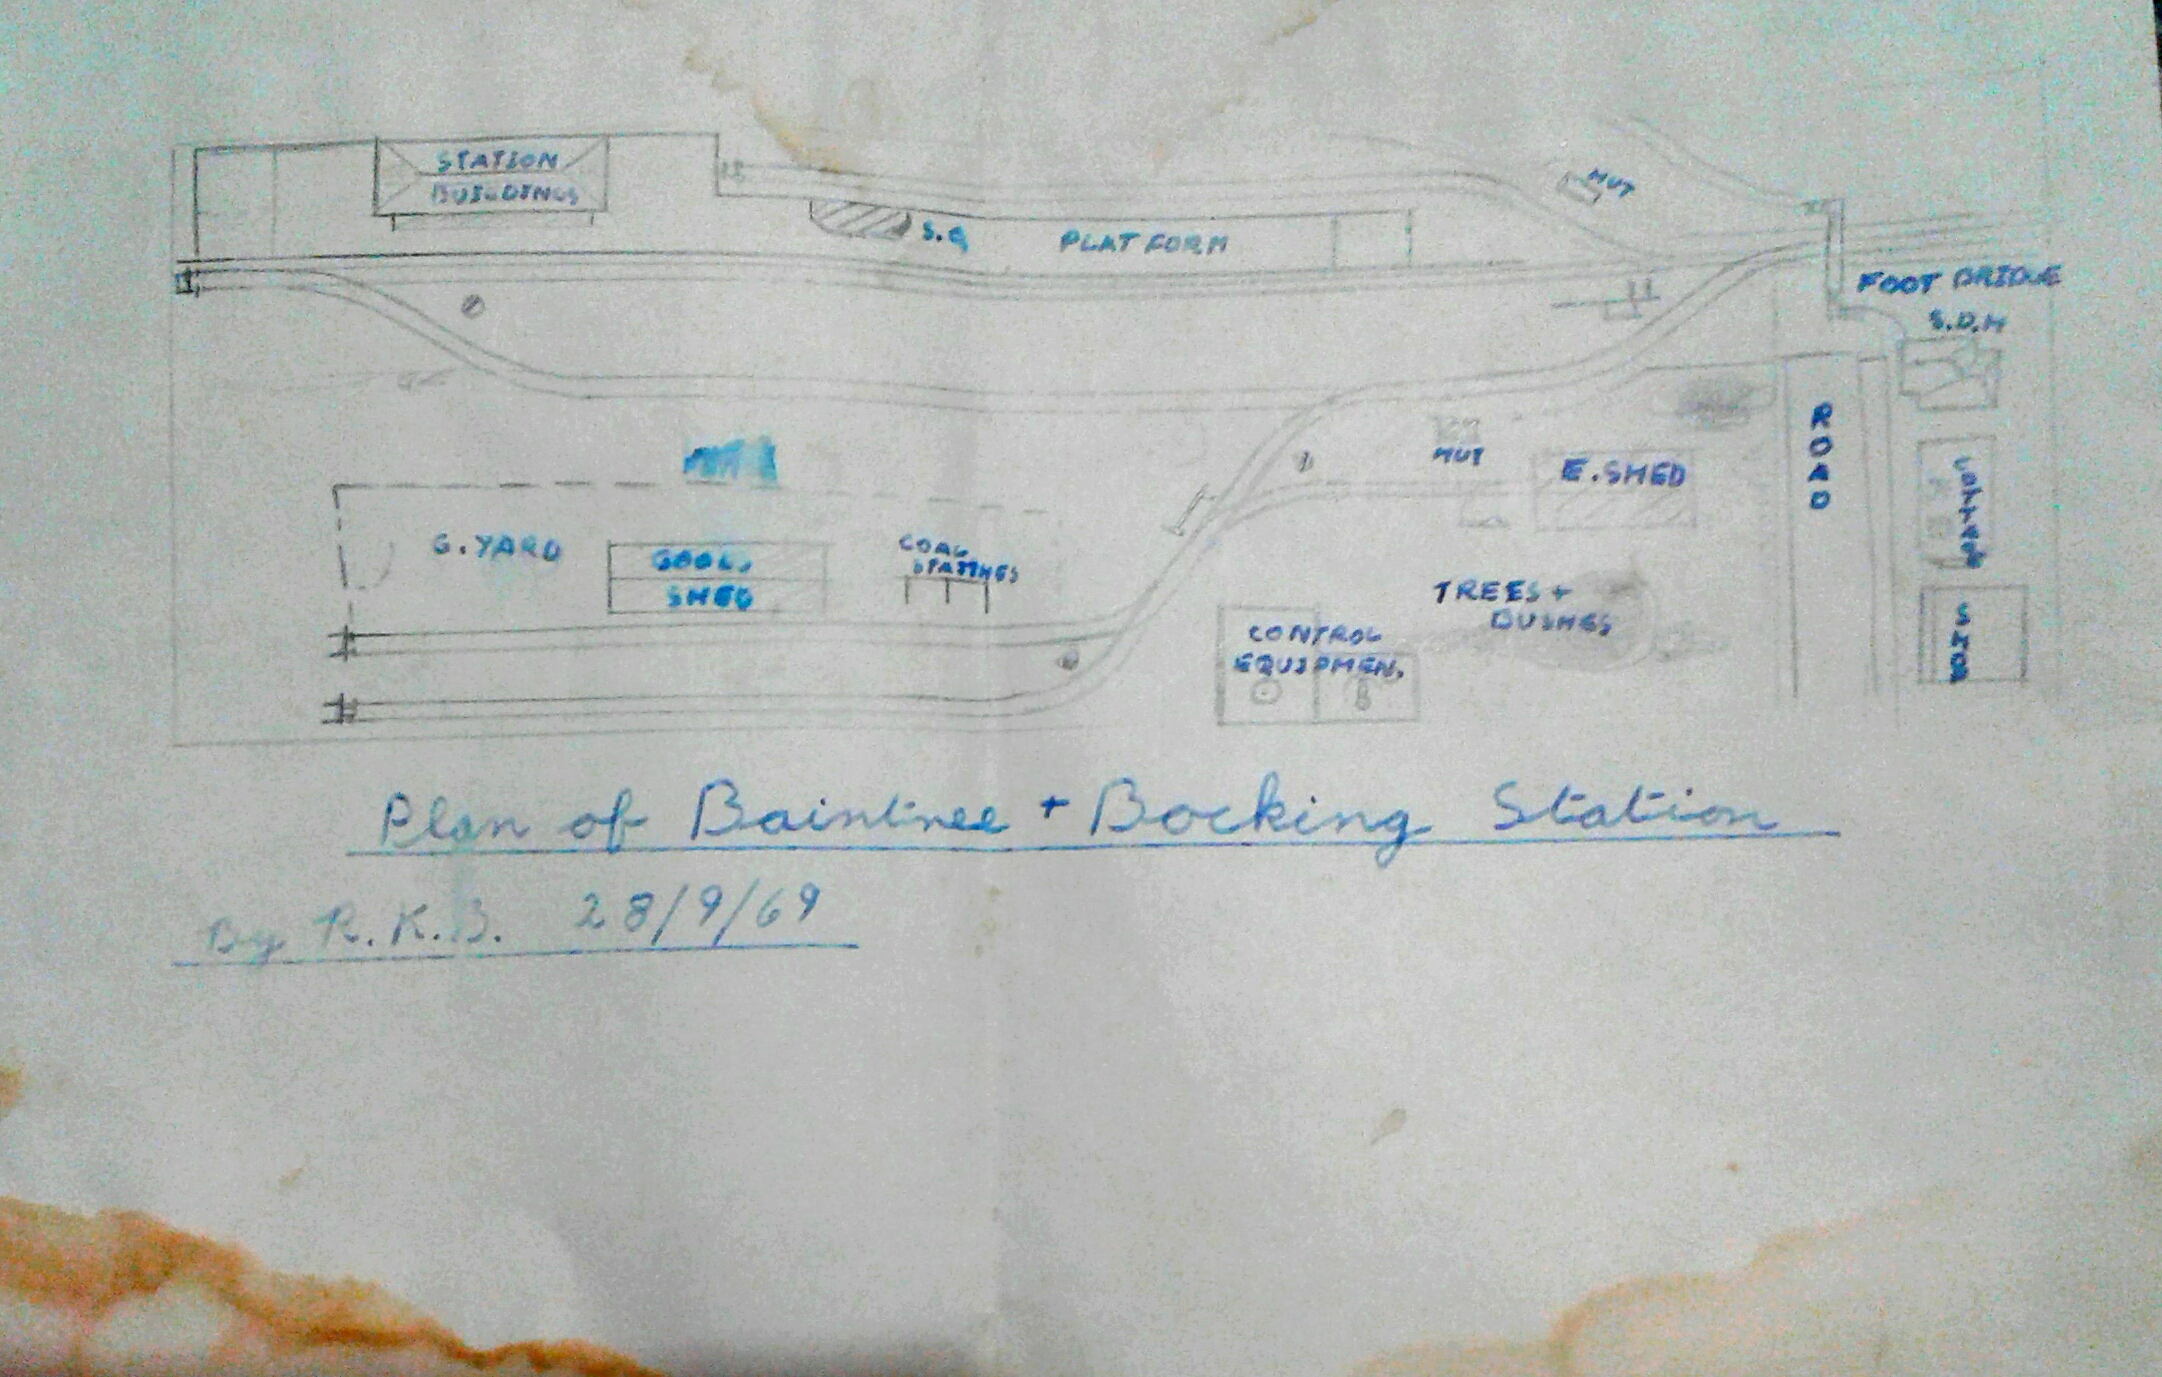 STATION
BUILDINGS
HUT
S.B
PLATFORM
FOOT BRIDGE
S.D.H
ROAD
HUT
E.SHED
G.YARD
GOODS
SHED
COAL
STAITHES
TREES +
BUSHES
CONTROL
EQUIPMEN.
SHOP
Plan of Baintree + Bocking Station
By R.K.B. 28/9/69